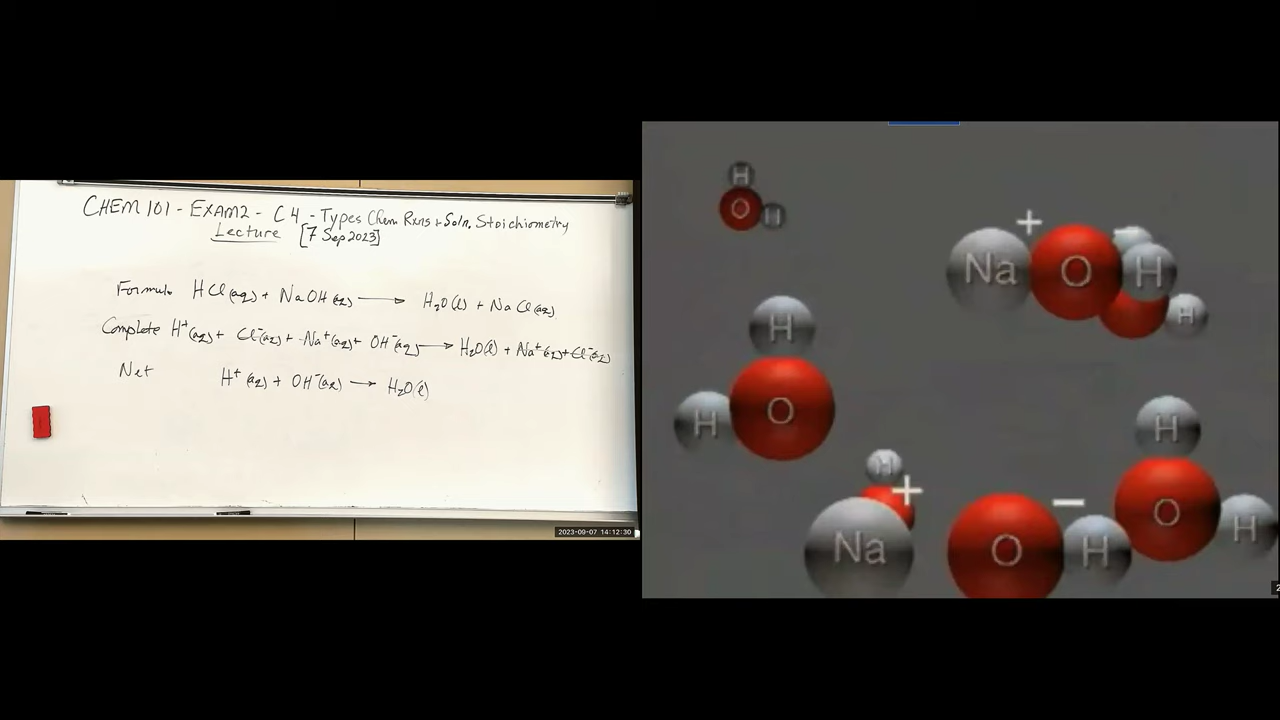 CHEM 101 - EXAM2 - C 4 - Types Chem Rxns + Soln. Stoichiometry
Lecture [7 Sep 2023]
Formula HCl(aq) + NaOH(aq) → H₂O(l) + NaCl(aq)
Complete H⁺(aq) + Cl⁻(aq) + Na⁺(aq) + OH⁻(aq) → H₂O(l) + Na⁺(aq) + Cl⁻(aq)
Net H⁺(aq) + OH⁻(aq) → H₂O(l)
2023-09-07 14:12:30
H
O H
+ −
Na O H
H
H
O
H
H
H
+ −
O
H
Na O H
2